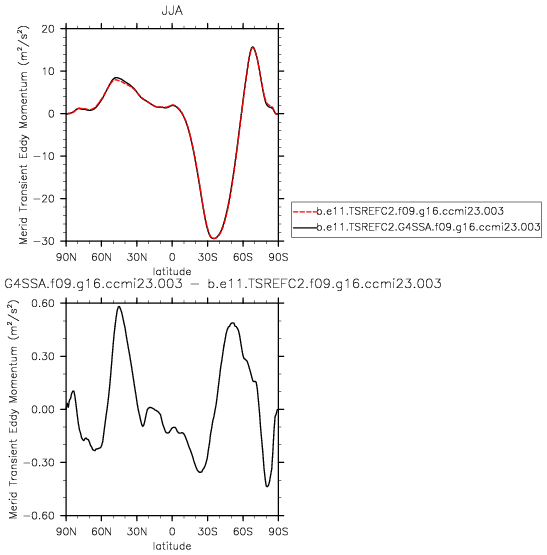 JJA
Merid Transient Eddy Momentum (m²/s²)
20
10
0
−10
−20
−30
90N 60N 30N 0 30S 60S 90S
latitude
b.e11.TSREFC2.f09.g16.ccmi23.003
b.e11.TSREFC2.G4SSA.f09.g16.ccmi23.003
G4SSA.f09.g16.ccmi23.003 − b.e11.TSREFC2.f09.g16.ccmi23.003
Merid Transient Eddy Momentum (m²/s²)
0.60
0.30
0.00
−0.30
−0.60
90N 60N 30N 0 30S 60S 90S
latitude